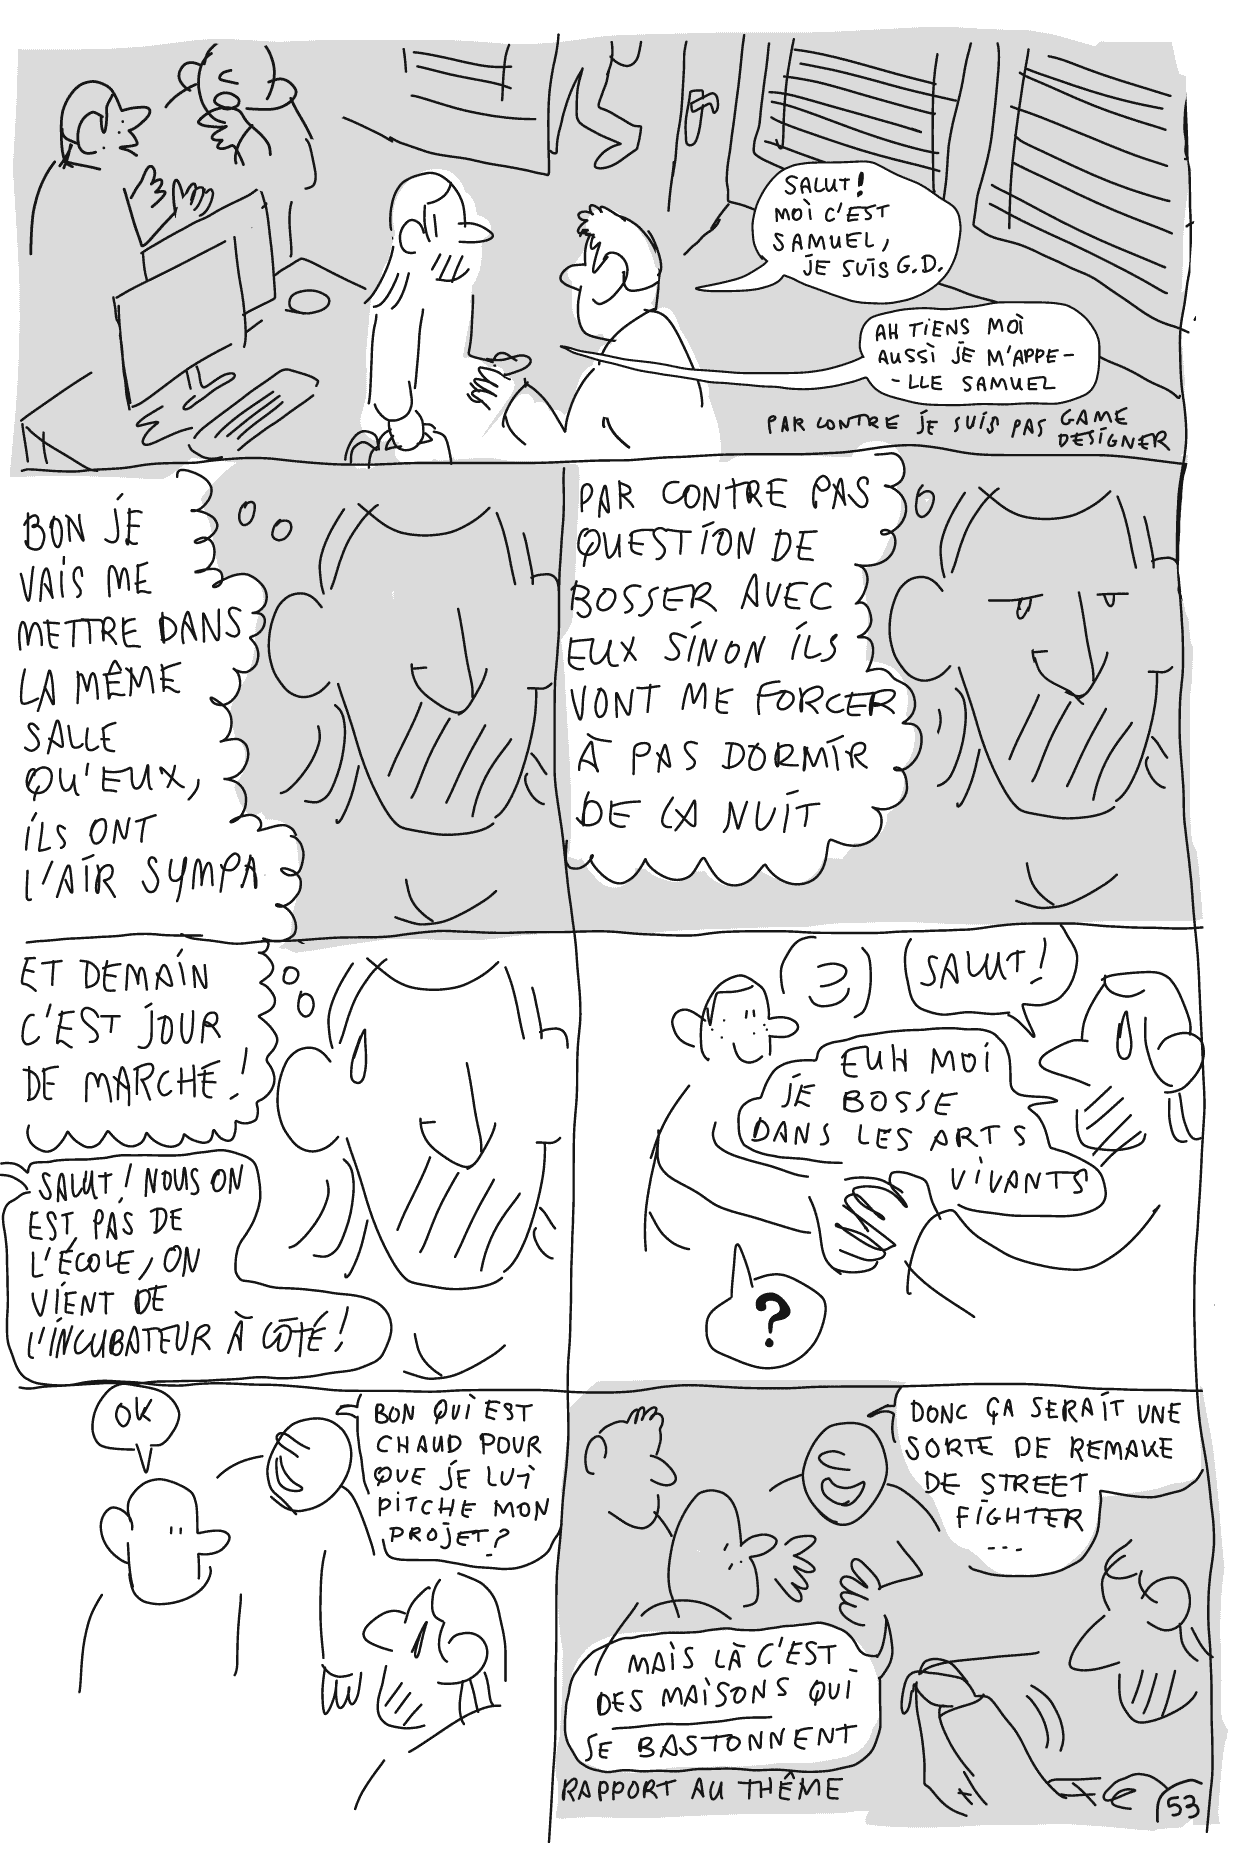 SALUT!
MOI C'EST
SAMUEL,
JE SUIS G.D.
AH TIENS MOI
AUSSI JE M'APPE-
-LLE SAMUEL
PAR CONTRE JE SUIS PAS GAME
DESIGNER
BON JE
VAIS ME
METTRE DANS
LA MÊME
SALLE
QU'EUX,
ILS ONT
L'AIR SYMPA
PAR CONTRE PAS
QUESTION DE
BOSSER AVEC
EUX SINON ILS
VONT ME FORCER
À PAS DORMIR
DE LA NUIT
ET DEMAIN
C'EST JOUR
DE MARCHÉ!
SALUT! NOUS ON
EST PAS DE
L'ÉCOLE, ON
VIENT DE
L'INCUBATEUR À CÔTÉ!
SALUT!
EUH MOI
JE BOSSE
DANS LES ARTS
VIVANTS
?
OK
BON QUI EST
CHAUD POUR
QUE JE LUI
PITCHE MON
PROJET?
DONC ÇA SERAIT UNE
SORTE DE REMAKE
DE STREET
FIGHTER
...
MAIS LÀ C'EST
DES MAISONS QUI
SE BASTONNENT
RAPPORT AU THÊME
53